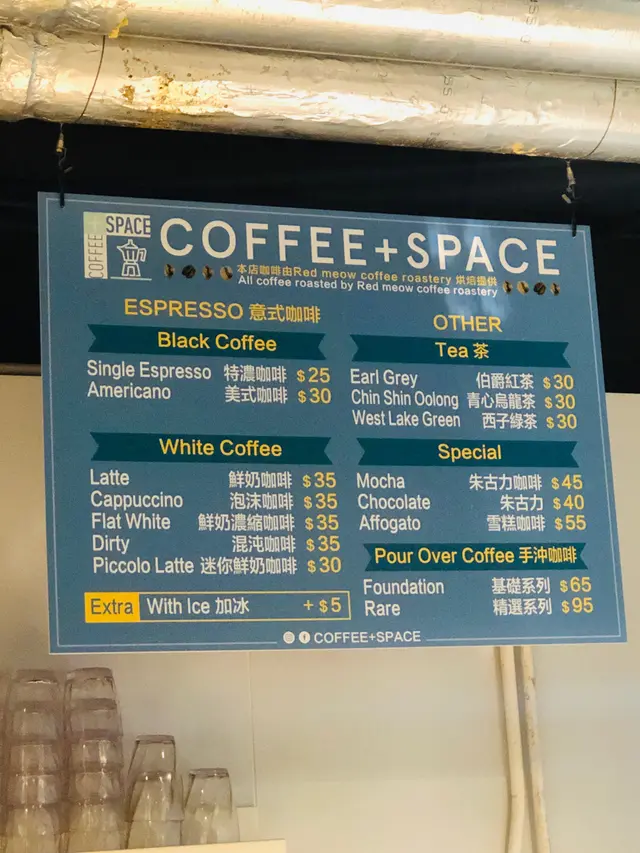 COFFEE SPACE
COFFEE+SPACE
本店咖啡由Red meow coffee roastery 烘焙提供
All coffee roasted by Red meow coffee roastery
ESPRESSO 意式咖啡
Black Coffee
Single Espresso 特濃咖啡 $25
Americano 美式咖啡 $30
White Coffee
Latte 鮮奶咖啡 $35
Cappuccino 泡沫咖啡 $35
Flat White 鮮奶濃縮咖啡 $35
Dirty 混沌咖啡 $35
Piccolo Latte 迷你鮮奶咖啡 $30
Extra With Ice 加冰 +$5
OTHER
Tea 茶
Earl Grey 伯爵紅茶 $30
Chin Shin Oolong 青心烏龍茶 $30
West Lake Green 西子綠茶 $30
Special
Mocha 朱古力咖啡 $45
Chocolate 朱古力 $40
Affogato 雪糕咖啡 $55
Pour Over Coffee 手沖咖啡
Foundation 基礎系列 $65
Rare 精選系列 $95
COFFEE+SPACE